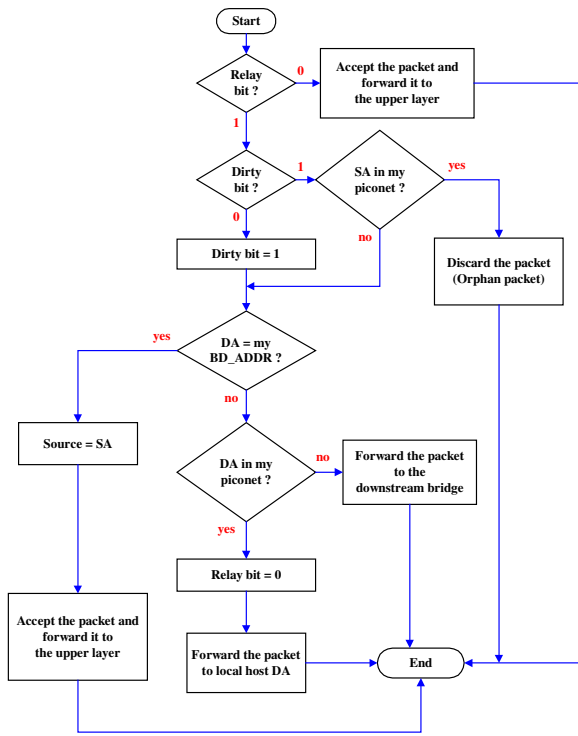 Start
Relay
bit ?
0
Accept the packet and
forward it to
the upper layer
1
Dirty
bit ?
1
SA in my
piconet ?
yes
0
no
Dirty bit = 1
Discard the packet
(Orphan packet)
yes
DA = my
BD_ADDR ?
no
Source = SA
DA in my
piconet ?
no
Forward the packet
to the
downstream bridge
yes
Relay bit = 0
Accept the packet and
forward it to
the upper layer
Forward the packet
to local host DA
End